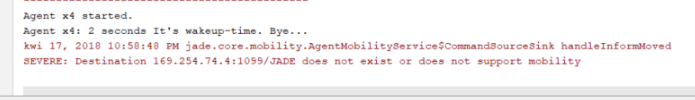 Agent x4 started.
Agent x4: 2 seconds It's wakeup-time. Bye...
kwi 17, 2018 10:58:48 PM jade.core.mobility.AgentMobilityService$CommandSourceSink handleInformMoved
SEVERE: Destination 169.254.74.4:1099/JADE does not exist or does not support mobility